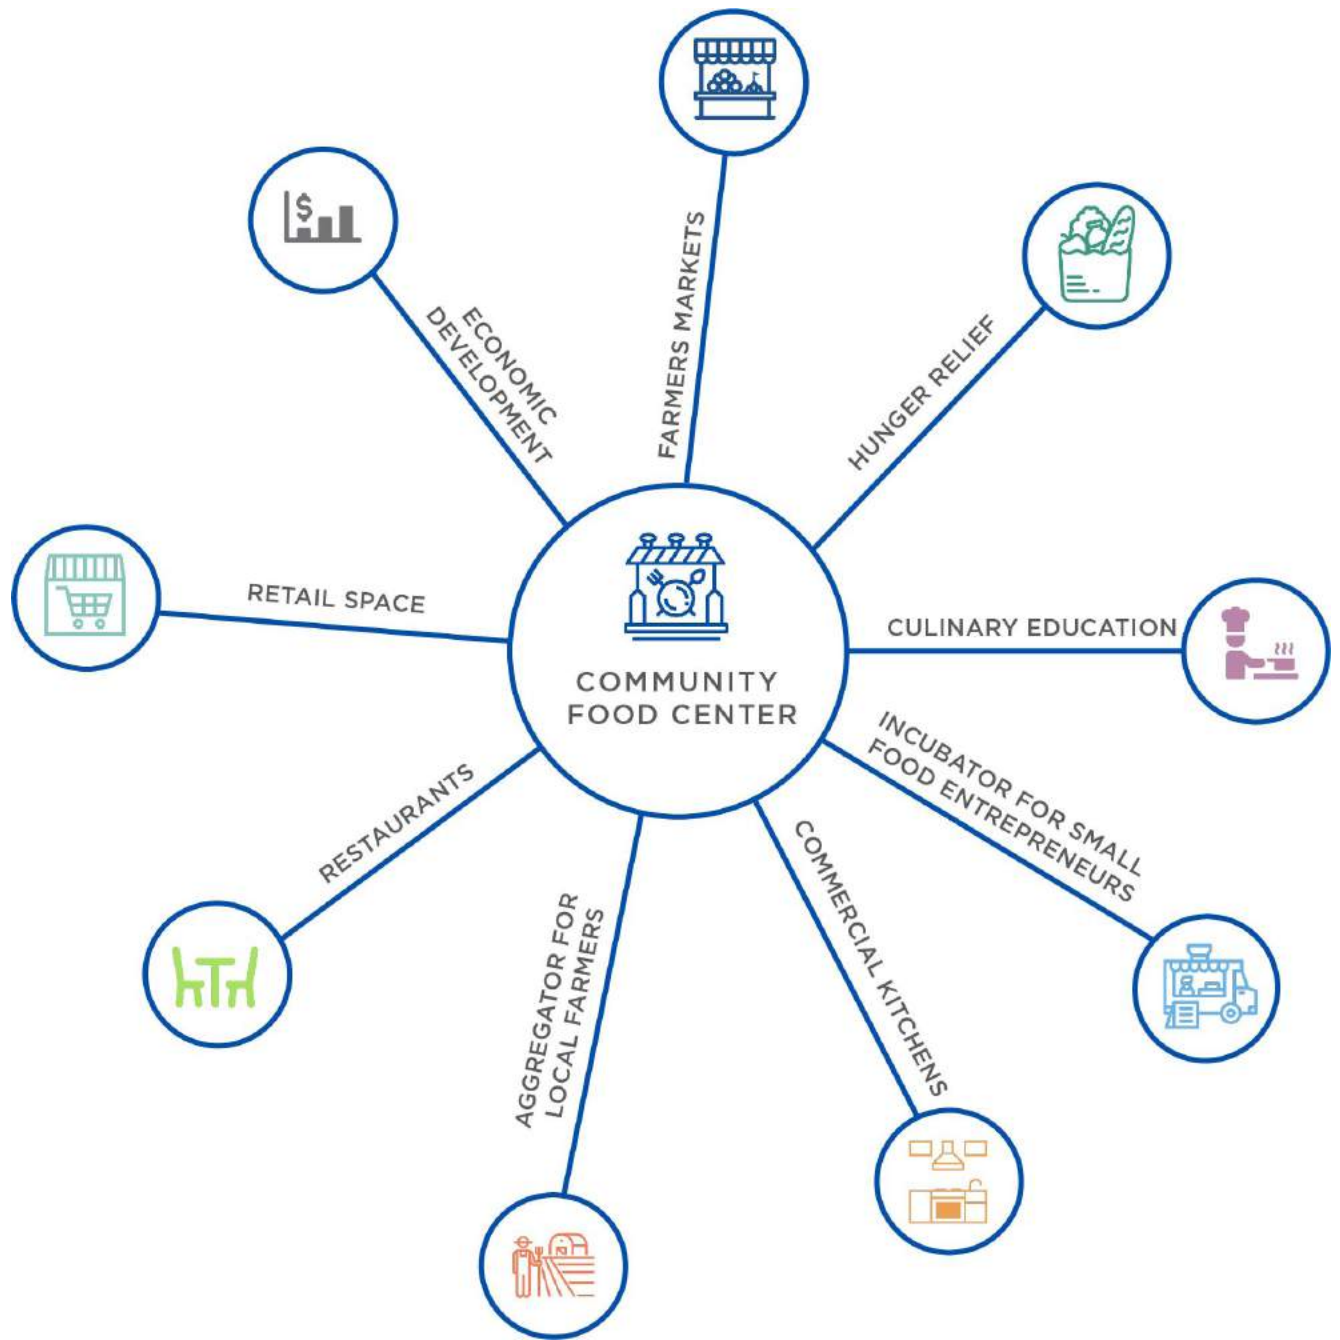 FARMERS MARKETS
HUNGER RELIEF
CULINARY EDUCATION
INCUBATOR FOR SMALL
FOOD ENTREPRENEURS
COMMERCIAL KITCHENS
AGGREGATOR FOR
LOCAL FARMERS
RESTAURANTS
RETAIL SPACE
ECONOMIC
DEVELOPMENT
$
COMMUNITY
FOOD CENTER